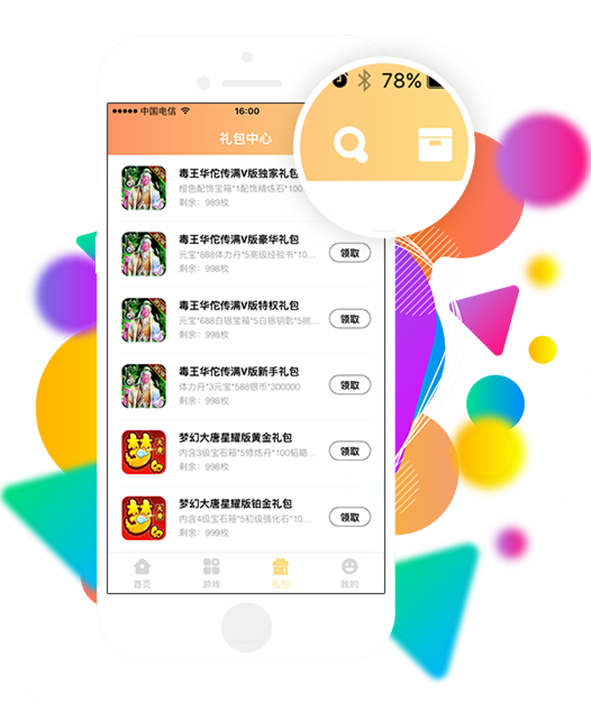 78%
中国电信 16:00
礼包中心
毒王华佗传满V版独家礼包
橙色配饰宝箱*1配饰精炼石*100
剩余：989枚
毒王华佗传满V版豪华礼包
元宝*888体力丹*5高级经验书*10...
剩余：998枚
领取
毒王华佗传满V版特权礼包
元宝*688白银宝箱*5白银钥匙*5挑...
剩余：998枚
领取
毒王华佗传满V版新手礼包
体力丹*3元宝*588银币*300000
剩余：998枚
领取
梦幻大唐星耀版黄金礼包
内含3级宝石箱*5修炼丹*100韬略...
剩余：998枚
领取
梦幻大唐星耀版铂金礼包
内含4级宝石箱*5初级强化石*10...
剩余：999枚
领取
首页 游戏 礼包 我的